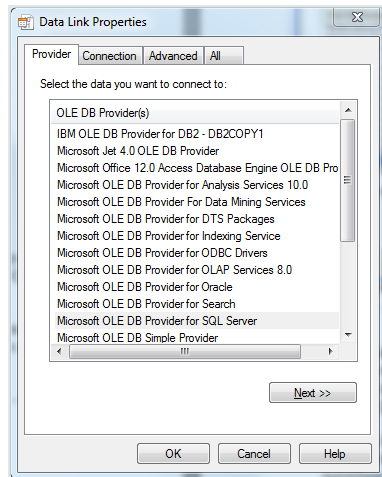 Data Link Properties
Provider Connection Advanced All
Select the data you want to connect to:
OLE DB Provider(s)
IBM OLE DB Provider for DB2 - DB2COPY1
Microsoft Jet 4.0 OLE DB Provider
Microsoft Office 12.0 Access Database Engine OLE DB Pro
Microsoft OLE DB Provider for Analysis Services 10.0
Microsoft OLE DB Provider For Data Mining Services
Microsoft OLE DB Provider for DTS Packages
Microsoft OLE DB Provider for Indexing Service
Microsoft OLE DB Provider for ODBC Drivers
Microsoft OLE DB Provider for OLAP Services 8.0
Microsoft OLE DB Provider for Oracle
Microsoft OLE DB Provider for Search
Microsoft OLE DB Provider for SQL Server
Microsoft OLE DB Simple Provider
Next >>
OK Cancel Help